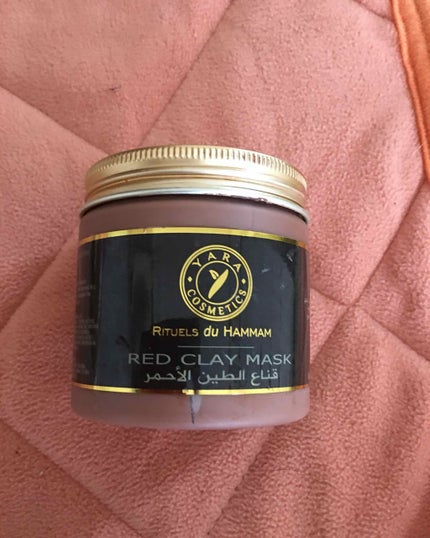 YARA
COSMETICS
RITUELS du HAMMAM
RED CLAY MASK
قناع الطين الأحمر